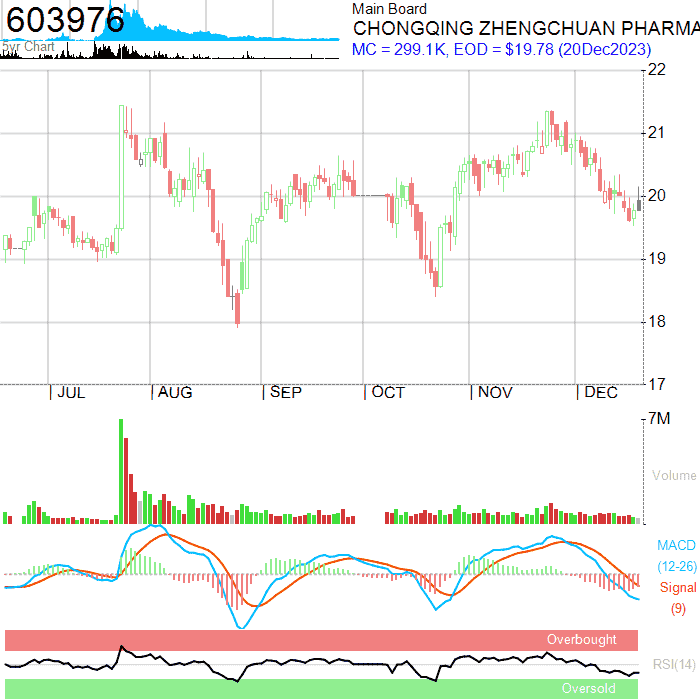 603976
5yr Chart
Main Board
CHONGQING ZHENGCHUAN PHARMA
MC = 299.1K, EOD = $19.78 (20Dec2023)
22
21
20
19
18
17
JUL
AUG
SEP
OCT
NOV
DEC
7M
Volume
MACD
(12-26)
Signal
(9)
Overbought
RSI(14)
Oversold